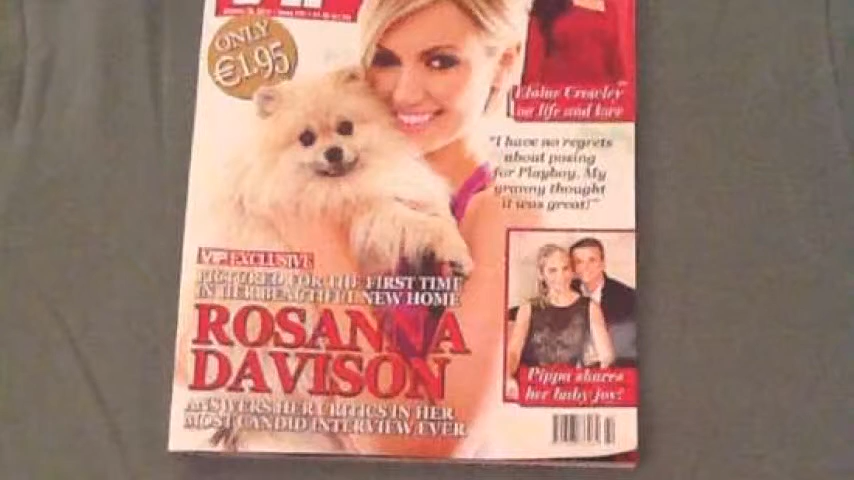 ONLY
€1.95
Elaine Crowley
on life and love
"I have no regrets
about posing
for Playboy. My
granny thought
it was great!"
VIP EXCLUSIVE
PICTURED FOR THE FIRST TIME
IN HER BEAUTIFUL NEW HOME
ROSANNA
DAVISON
ANSWERS HER CRITICS IN HER
MOST CANDID INTERVIEW EVER
Pippa shares
her baby joy!